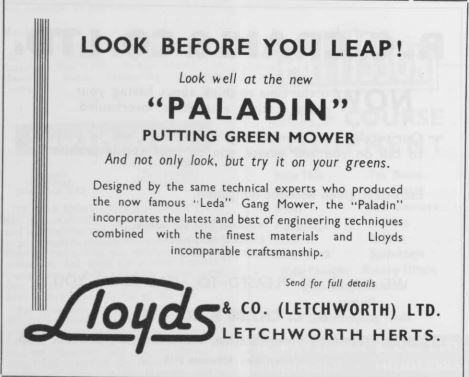 LOOK BEFORE YOU LEAP!
Look well at the new
“PALADIN”
PUTTING GREEN MOWER
And not only look, but try it on your greens.
Designed by the same technical experts who produced
the now famous “Leda” Gang Mower, the “Paladin”
incorporates the latest and best of engineering techniques
combined with the finest materials and Lloyds
incomparable craftsmanship.
Send for full details
Lloyds & CO. (LETCHWORTH) LTD.
LETCHWORTH HERTS.